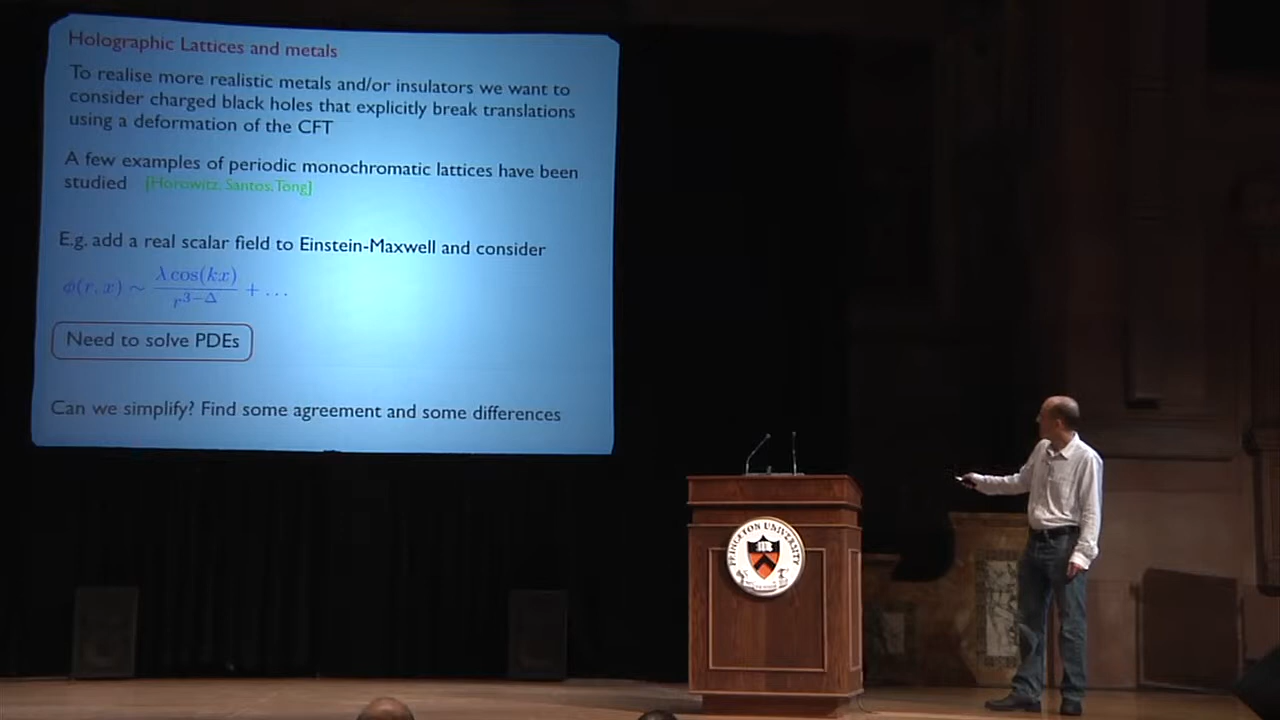 Holographic Lattices and metals
To realise more realistic metals and/or insulators we want to
consider charged black holes that explicitly break translations
using a deformation of the CFT
A few examples of periodic monochromatic lattices have been
studied [Horowitz, Santos, Tong]
E.g. add a real scalar field to Einstein-Maxwell and consider
ϕ(r, x) ∼ λ cos(kx) / r^{3−Δ} + …
Need to solve PDEs
Can we simplify? Find some agreement and some differences
PRINCETON UNIVERSITY